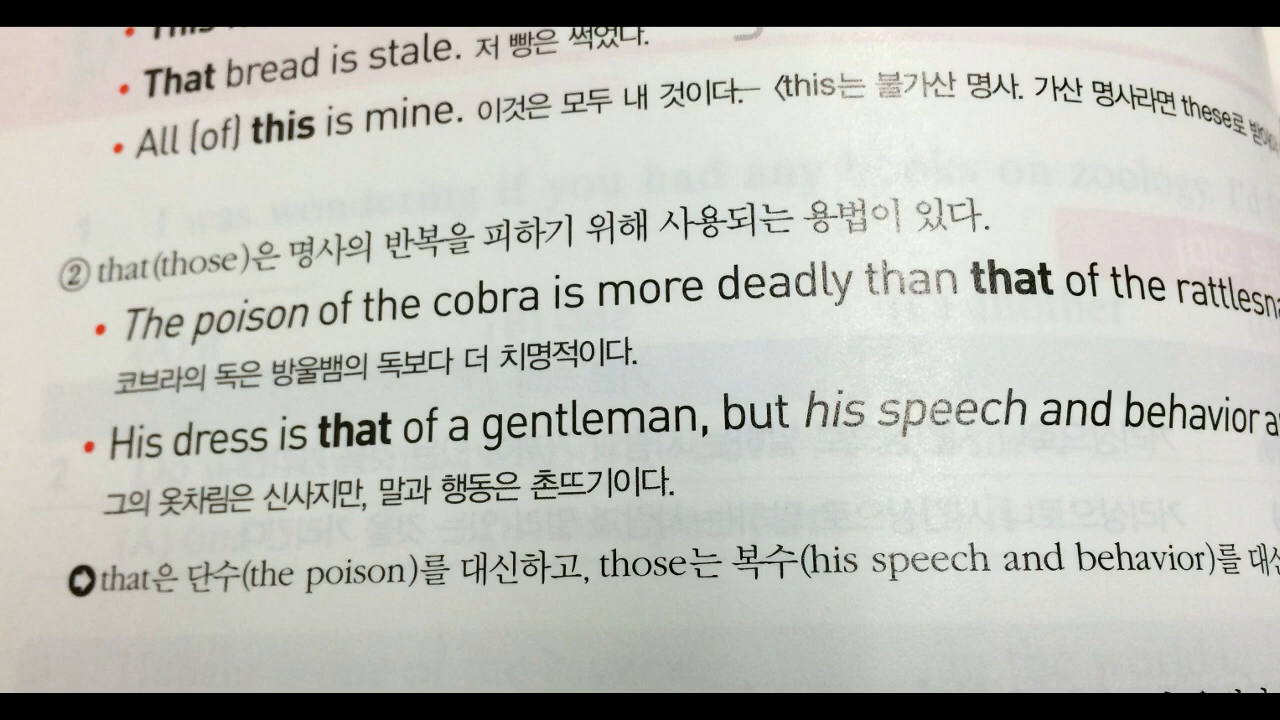 • That bread is stale. 저 빵은 썩었다.
• All (of) this is mine. 이것은 모두 내 것이다. 〈this는 불가산 명사. 가산 명사라면 these로
② that(those)은 명사의 반복을 피하기 위해 사용되는 용법이 있다.
• The poison of the cobra is more deadly than that of the
코브라의 독은 방울뱀의 독보다 더 치명적이다.
• His dress is that of a gentleman, but his speech and behavior
그의 옷차림은 신사지만, 말과 행동은 촌뜨기이다.
➲that은 단수(the poison)를 대신하고, those는 복수(his speech and behavior)를